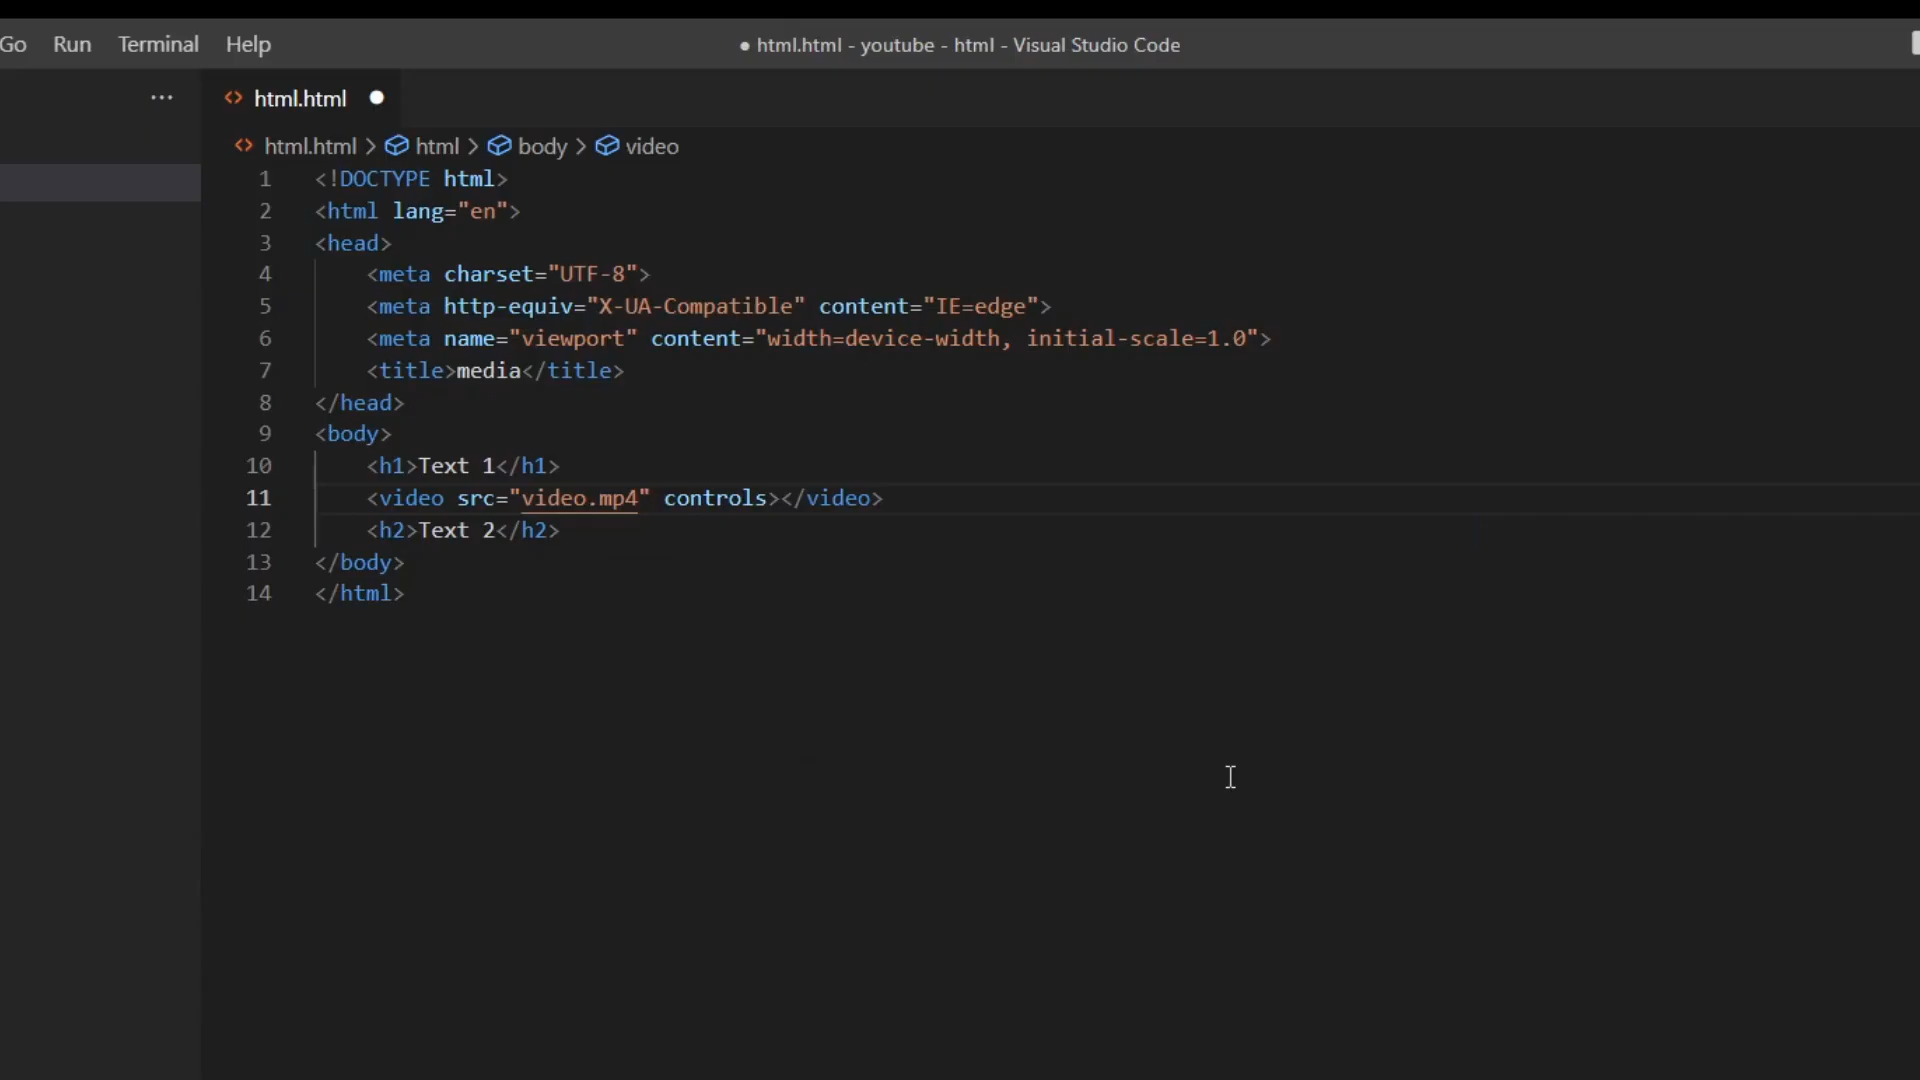 Go Run Terminal Help ● html.html - youtube - html - Visual Studio Code
··· <> html.html ●
<> html.html > html > body > video
1 <!DOCTYPE html>
2 <html lang="en">
3 <head>
4     <meta charset="UTF-8">
5     <meta http-equiv="X-UA-Compatible" content="IE=edge">
6     <meta name="viewport" content="width=device-width, initial-scale=1.0">
7     <title>media</title>
8 </head>
9 <body>
10     <h1>Text 1</h1>
11     <video src="video.mp4" controls></video>
12     <h2>Text 2</h2>
13 </body>
14 </html>